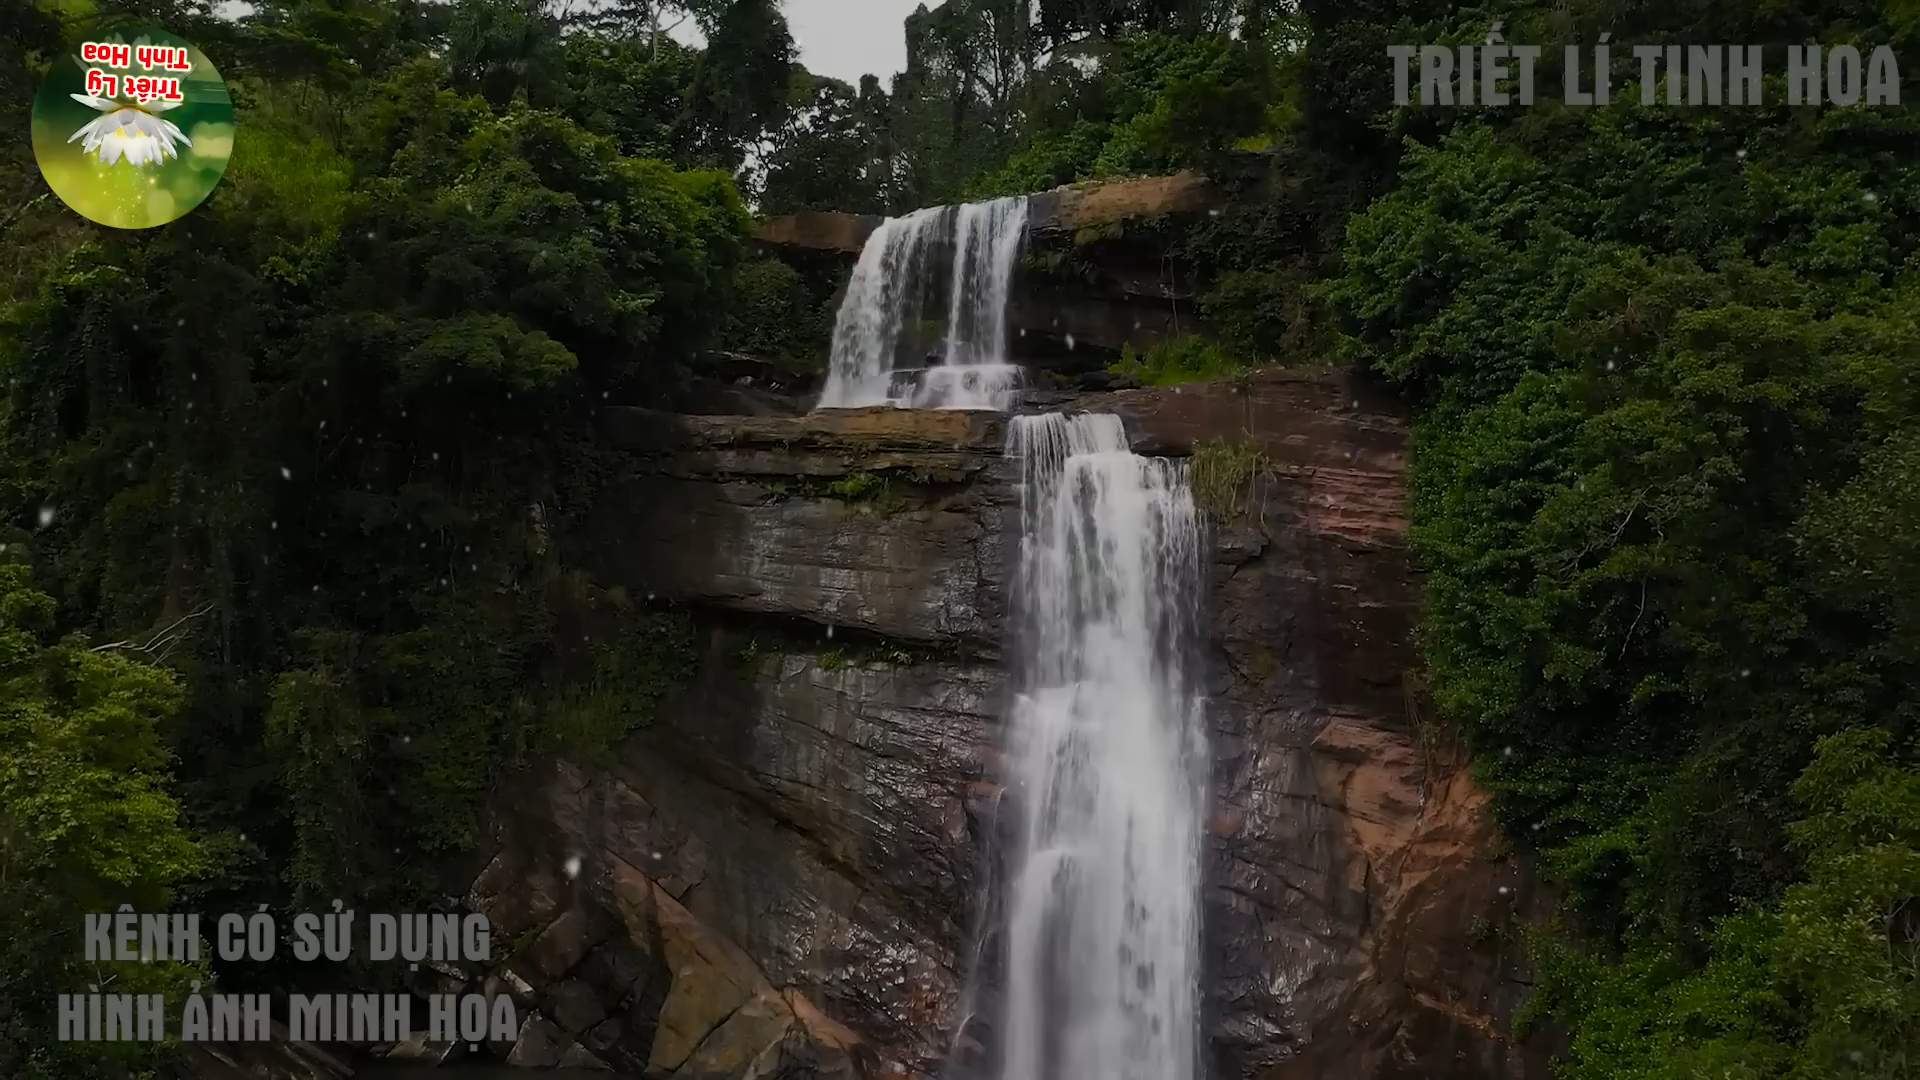 Triết Lý
Tinh Hoa
TRIẾT LÍ TINH HOA
KÊNH CÓ SỬ DỤNG
HÌNH ẢNH MINH HỌA